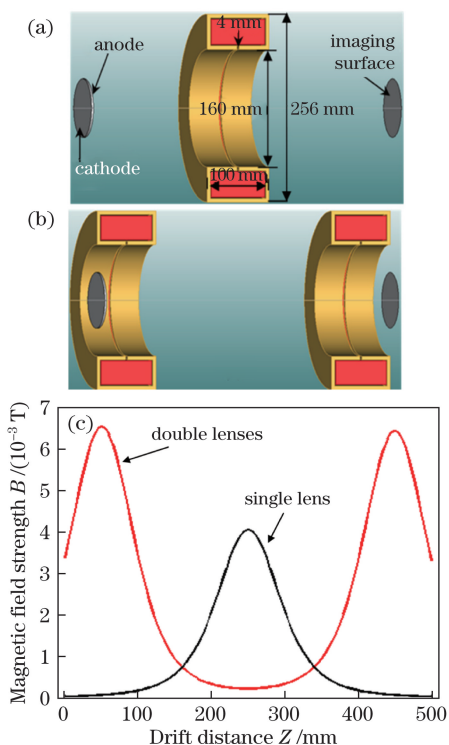 (a)
4 mm
anode
imaging
surface
160 mm
256 mm
cathode
100 mm
(b)
(c)
double lenses
single lens
7
6
5
4
3
2
1
0
Magnetic field strength B /(10⁻³ T)
0
100
200
300
400
500
Drift distance Z /mm